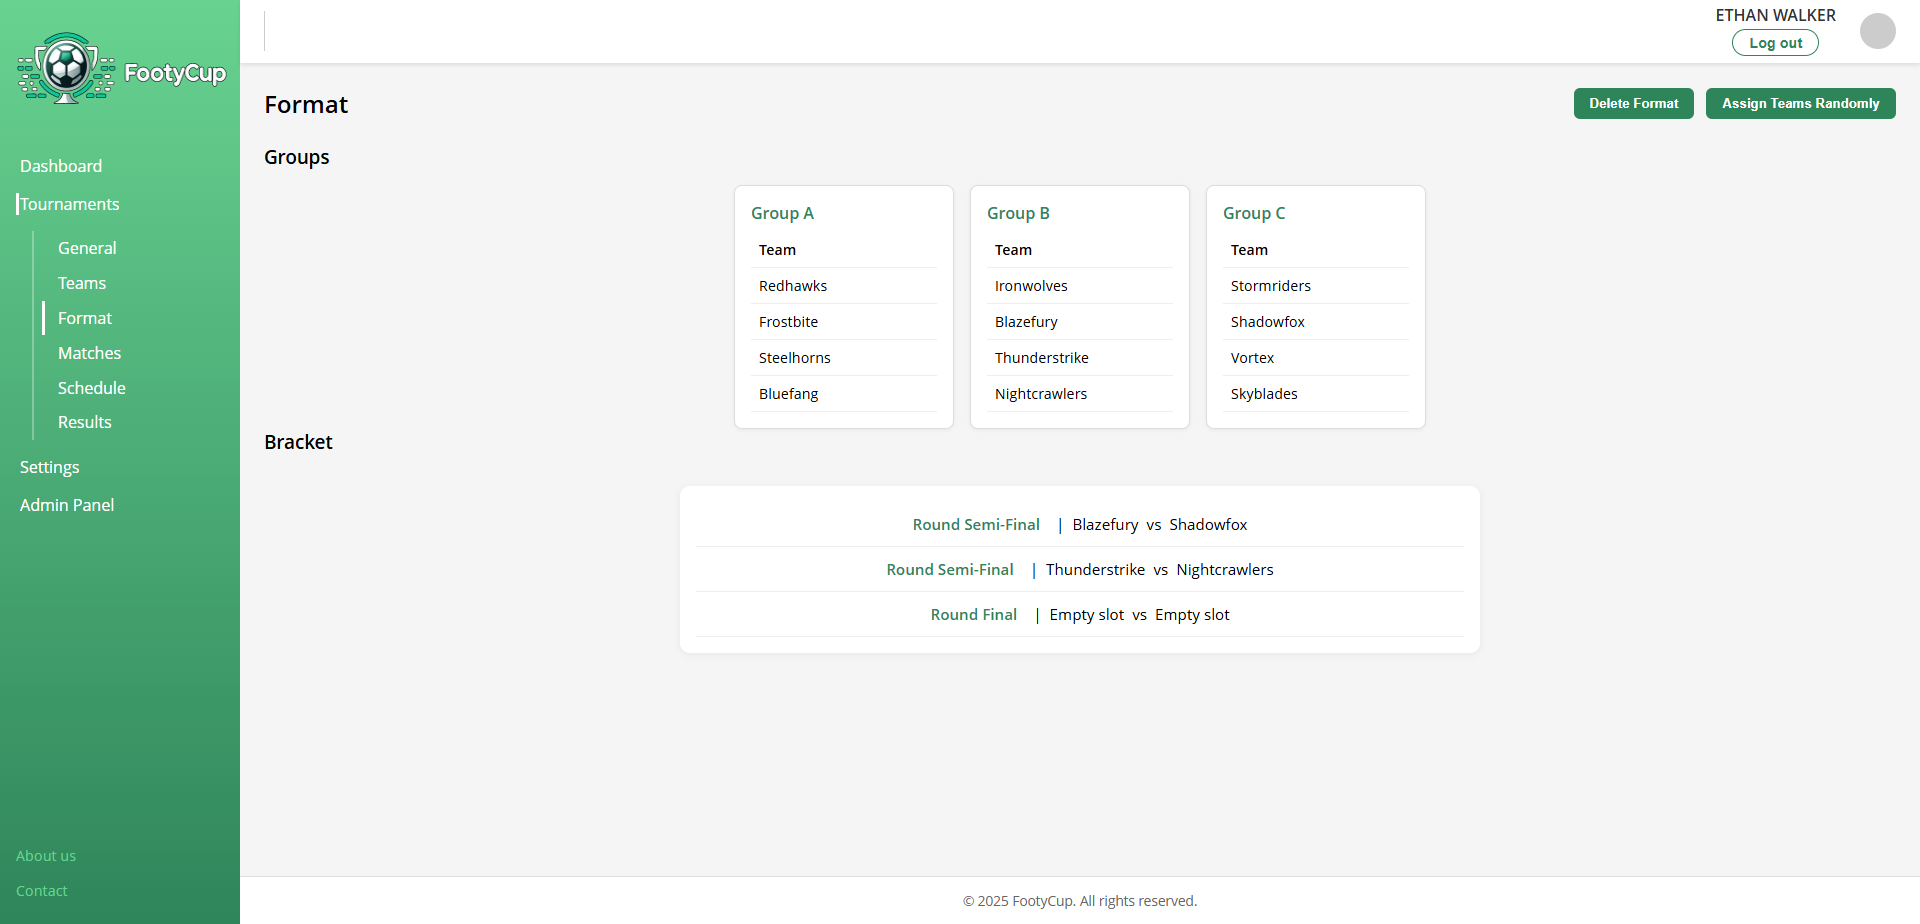 FootyCup
Dashboard
Tournaments
General
Teams
Format
Matches
Schedule
Results
Settings
Admin Panel
About us
Contact
ETHAN WALKER
Log out
Format
Delete Format
Assign Teams Randomly
Groups
Group A
Team
Redhawks
Frostbite
Steelhorns
Bluefang
Group B
Team
Ironwolves
Blazefury
Thunderstrike
Nightcrawlers
Group C
Team
Stormriders
Shadowfox
Vortex
Skyblades
Bracket
Round Semi-Final | Blazefury vs Shadowfox
Round Semi-Final | Thunderstrike vs Nightcrawlers
Round Final | Empty slot vs Empty slot
© 2025 FootyCup. All rights reserved.